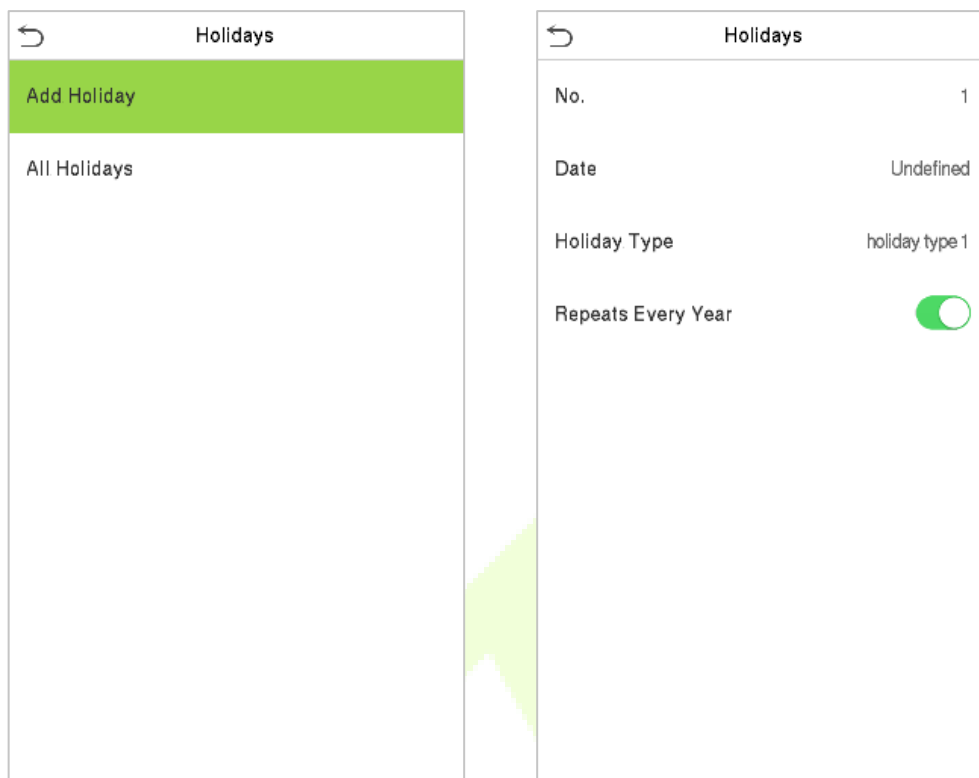 Holidays
Add Holiday
All Holidays
Holidays
No. 1
Date Undefined
Holiday Type holiday type 1
Repeats Every Year